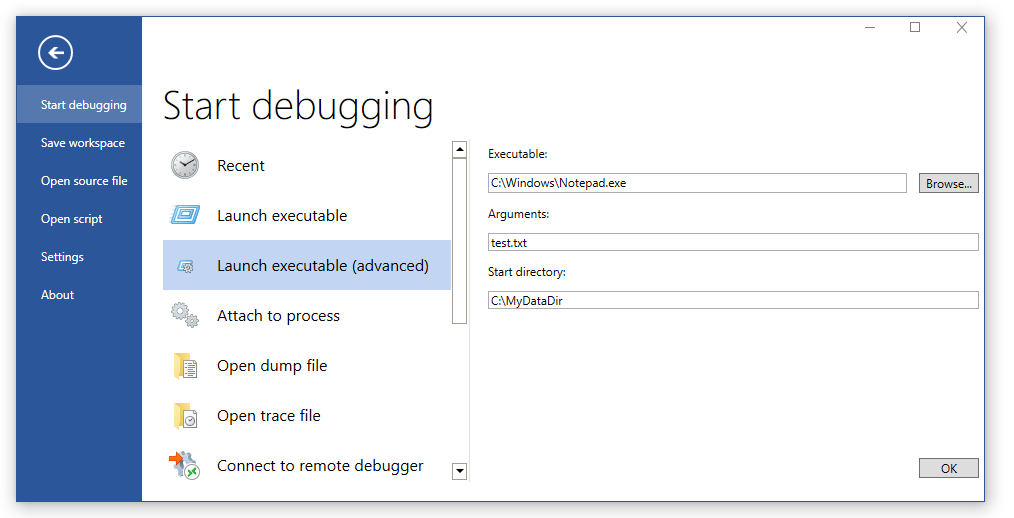 Start debugging
Save workspace
Open source file
Open script
Settings
About
Start debugging
Recent
Launch executable
Launch executable (advanced)
Attach to process
Open dump file
Open trace file
Connect to remote debugger
Executable:
C:\Windows\Notepad.exe
Browse...
Arguments:
test.txt
Start directory:
C:\MyDataDir
OK